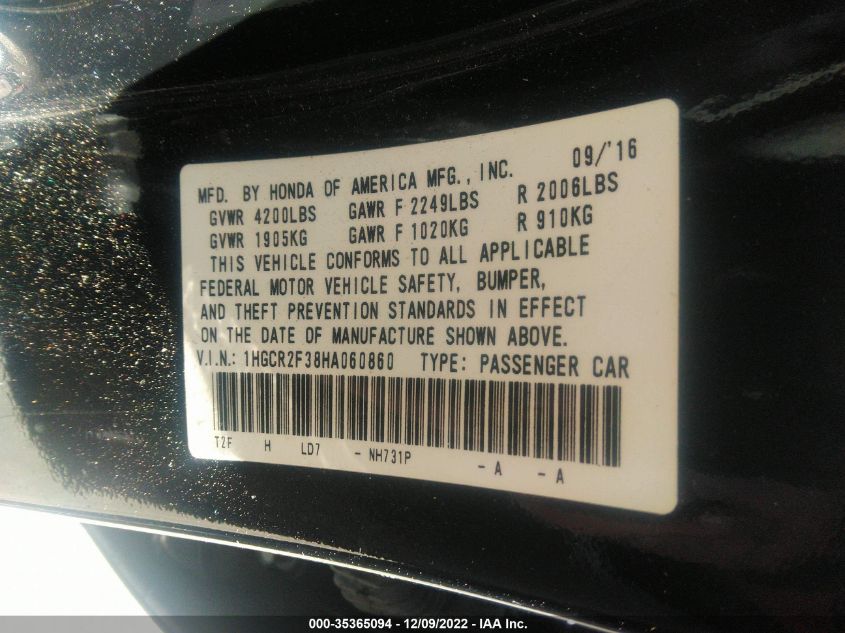 09/'16
MFD. BY HONDA OF AMERICA MFG., INC.
GVWR 4200LBS GAWR F 2249LBS R 2006LBS
GVWR 1905KG GAWR F 1020KG R 910KG
THIS VEHICLE CONFORMS TO ALL APPLICABLE
FEDERAL MOTOR VEHICLE SAFETY, BUMPER,
AND THEFT PREVENTION STANDARDS IN EFFECT
ON THE DATE OF MANUFACTURE SHOWN ABOVE.
V.I.N.: 1HGCR2F38HA060860 TYPE: PASSENGER CAR
T2F H LD7 - NH731P - A - A
000-35365094 - 12/09/2022 - IAA Inc.